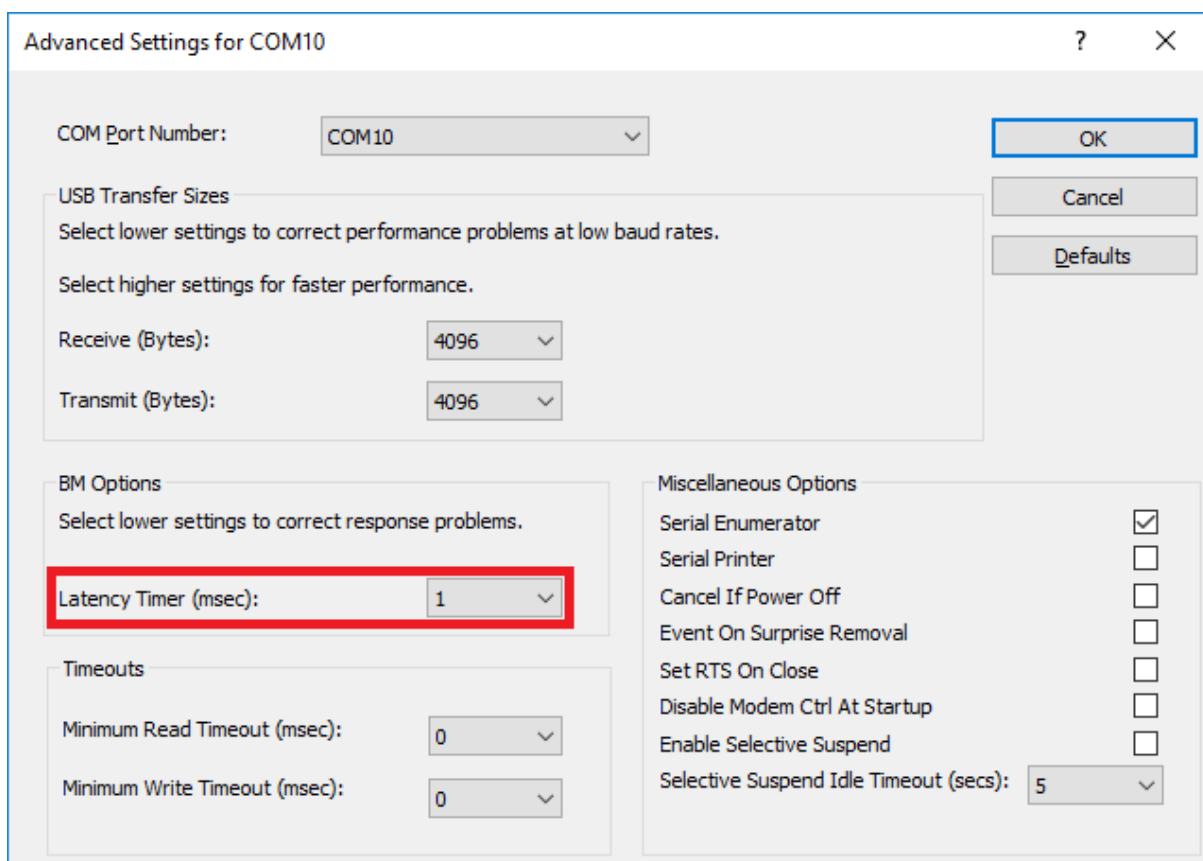 Advanced Settings for COM10
?
COM Port Number:
COM10
OK
Cancel
Defaults
USB Transfer Sizes
Select lower settings to correct performance problems at low baud rates.
Select higher settings for faster performance.
Receive (Bytes):
4096
Transmit (Bytes):
4096
BM Options
Select lower settings to correct response problems.
Latency Timer (msec):
1
Timeouts
Minimum Read Timeout (msec):
0
Minimum Write Timeout (msec):
0
Miscellaneous Options
Serial Enumerator
Serial Printer
Cancel If Power Off
Event On Surprise Removal
Set RTS On Close
Disable Modem Ctrl At Startup
Enable Selective Suspend
Selective Suspend Idle Timeout (secs):
5